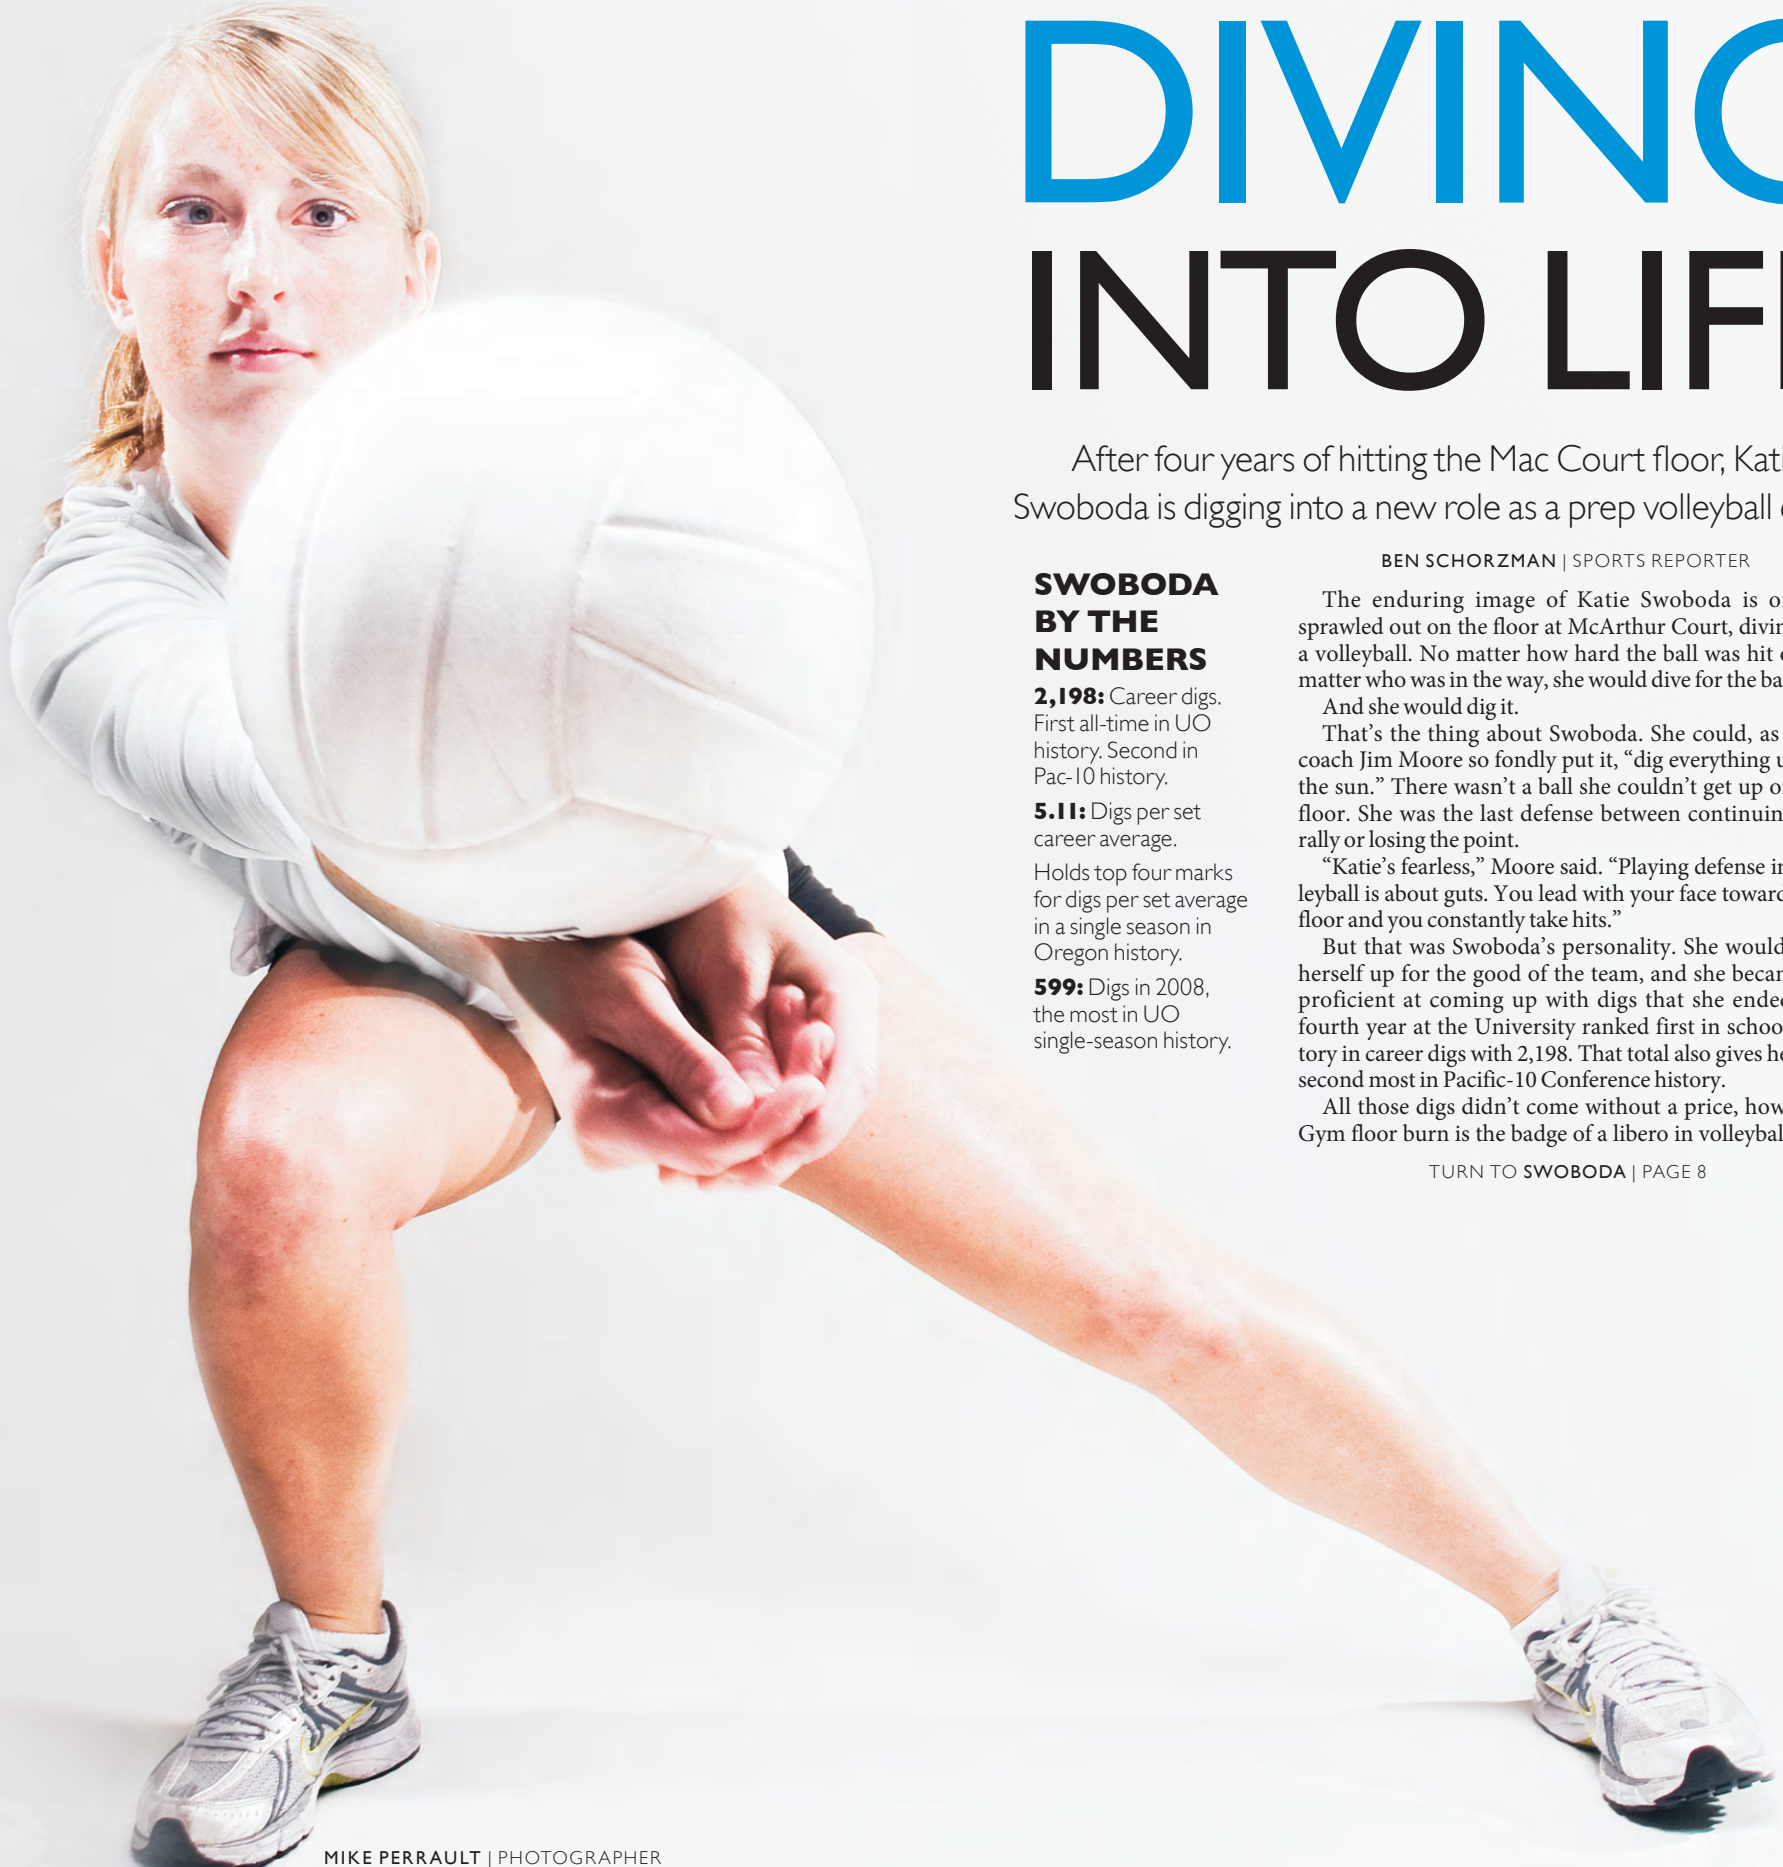 DIVING
INTO LIFE
After four years of hitting the Mac Court floor, Kati
Swoboda is digging into a new role as a prep volleyball
SWOBODA
BY THE
NUMBERS
2,198: Career digs.
First all-time in UO
history. Second in
Pac-10 history.
5.11: Digs per set
career average.
Holds top four marks
for digs per set average
in a single season in
Oregon history.
599: Digs in 2008,
the most in UO
single-season history.
BEN SCHORZMAN | SPORTS REPORTER
The enduring image of Katie Swoboda is
sprawled out on the floor at McArthur Court, divin
a volleyball. No matter how hard the ball was hit
matter who was in the way, she would dive for the ba
And she would dig it.
That's the thing about Swoboda. She could, as
coach Jim Moore so fondly put it, “dig everything
the sun.” There wasn't a ball she couldn't get up
floor. She was the last defense between continuin
rally or losing the point.
“Katie's fearless,” Moore said. “Playing defense
leyball is about guts. You lead with your face toward
floor and you constantly take hits.”
But that was Swoboda's personality. She would
herself up for the good of the team, and she becam
proficient at coming up with digs that she ended
fourth year at the University ranked first in schoo
tory in career digs with 2,198. That total also gives he
second most in Pacific-10 Conference history.
All those digs didn't come without a price, how
Gym floor burn is the badge of a libero in volleybal
TURN TO SWOBODA | PAGE 8
MIKE PERRAULT | PHOTOGRAPHER